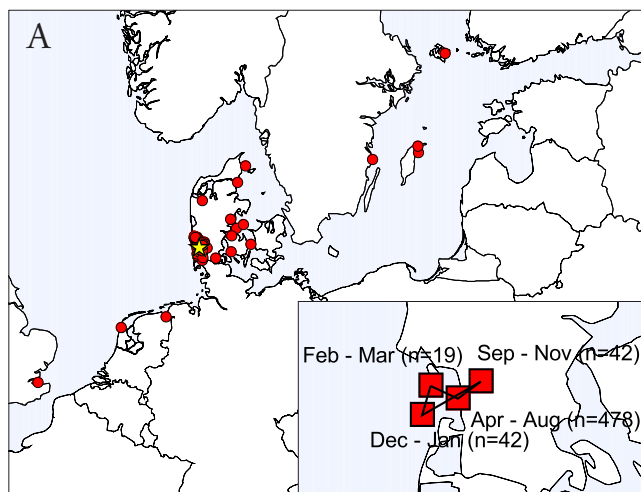 A
Feb - Mar (n=19)
Sep - Nov (n=42)
Apr - Aug (n=478)
Dec - Jan (n=42)